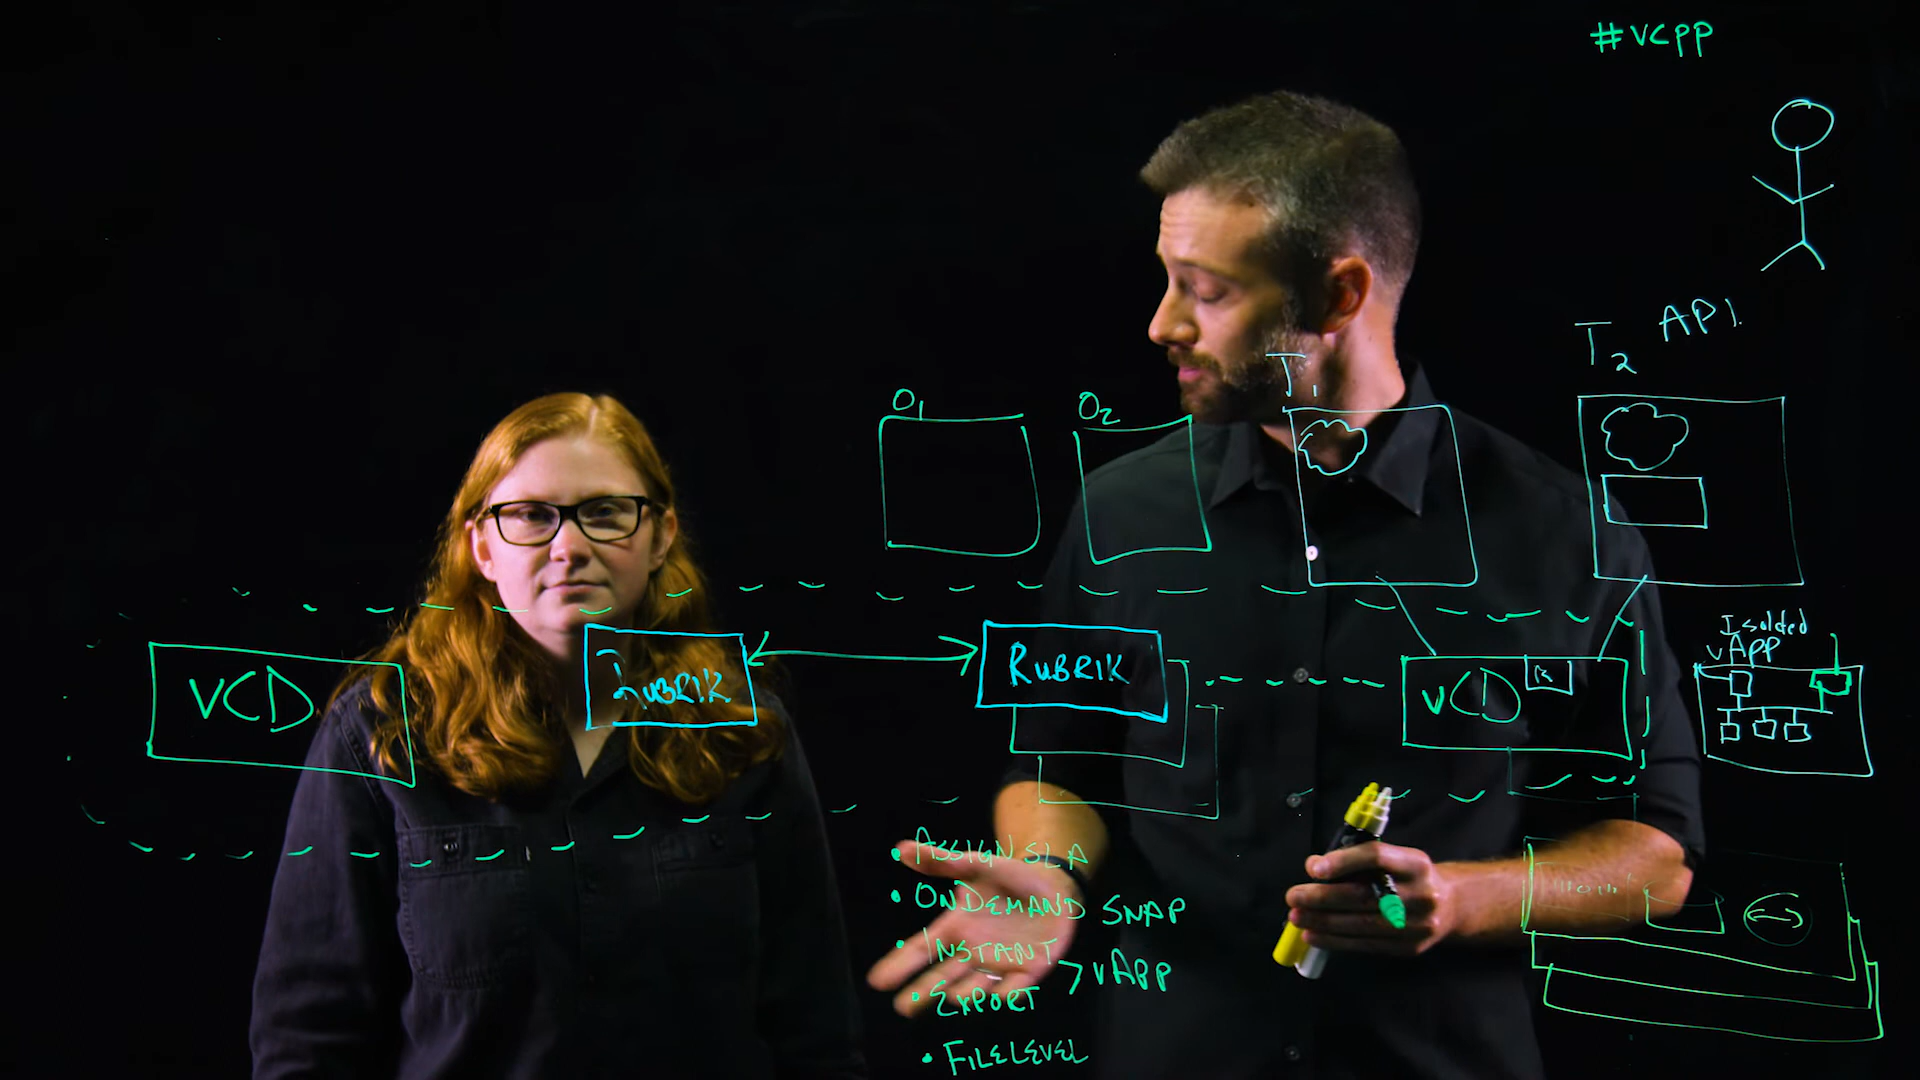 #VCPP
API
T2
T1
O1
O2
Isolated
vApp
VCD
RUBRIK
RUBRIK
vCD
R
• ASSIGN SLA
• ONDEMAND SNAP
• INSTANT
> vApp
• EXPORT
• FILELEVEL